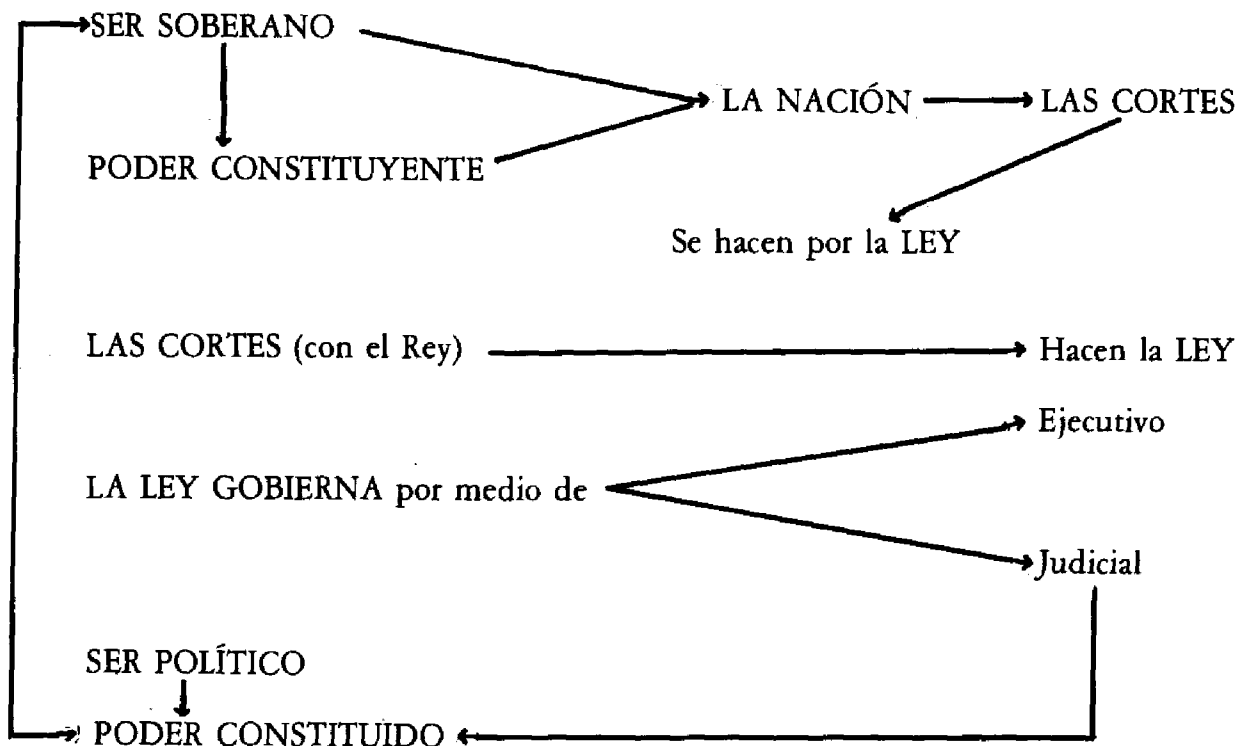 SER SOBERANO
LA NACIÓN LAS CORTES
PODER CONSTITUYENTE
Se hacen por la LEY
LAS CORTES (con el Rey) Hacen la LEY
Ejecutivo
LA LEY GOBIERNA por medio de
Judicial
SER POLÍTICO
PODER CONSTITUIDO